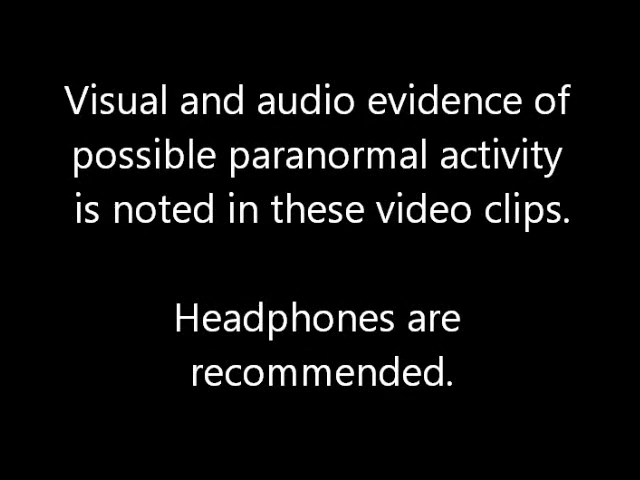 Visual and audio evidence of
possible paranormal activity
is noted in these video clips.
Headphones are
recommended.